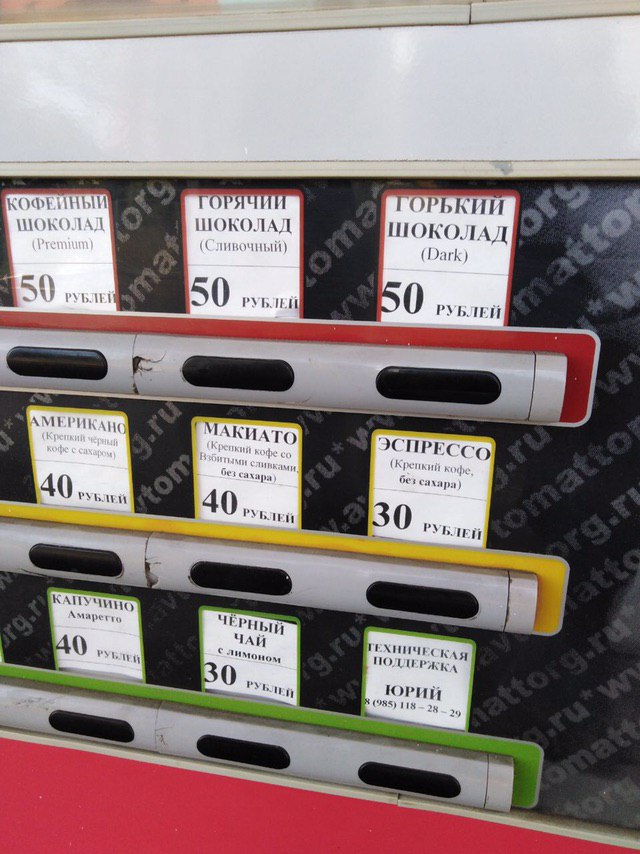 КОФЕЙНЫЙ
ШОКОЛАД
(Premium)
50 РУБЛЕЙ
ГОРЯЧИЙ
ШОКОЛАД
(Сливочный)
50 РУБЛЕЙ
ГОРЬКИЙ
ШОКОЛАД
(Dark)
50 РУБЛЕЙ
АМЕРИКАНО
(Крепкий чёрный
кофе с сахаром)
40 РУБЛЕЙ
МАКИАТО
(Крепкий кофе со
Взбитыми сливками,
без сахара)
40 РУБЛЕЙ
ЭСПРЕССО
(Крепкий кофе,
без сахара)
30 РУБЛЕЙ
КАПУЧИНО
Амаретто
40 РУБЛЕЙ
ЧЁРНЫЙ
ЧАЙ
с лимоном
30 РУБЛЕЙ
ТЕХНИЧЕСКАЯ
ПОДДЕРЖКА
ЮРИЙ
8 (985) 118 – 28 – 29